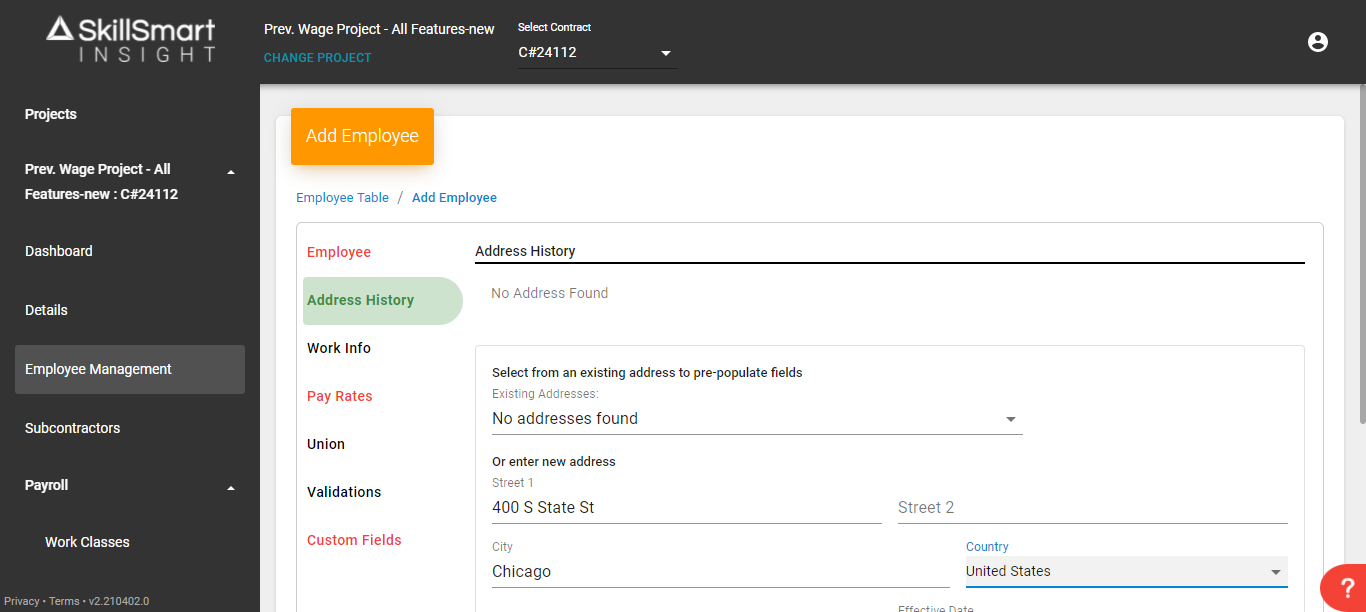 SkillSmart
INSIGHT
Prev. Wage Project - All Features-new
CHANGE PROJECT
Select Contract
C#24112
Projects
Prev. Wage Project - All
Features-new : C#24112
Dashboard
Details
Employee Management
Subcontractors
Payroll
Work Classes
Privacy • Terms • v2.210402.0
Add Employee
Employee Table / Add Employee
Employee
Address History
Work Info
Pay Rates
Union
Validations
Custom Fields
Address History
No Address Found
Select from an existing address to pre-populate fields
Existing Addresses:
No addresses found
Or enter new address
Street 1
400 S State St
Street 2
City
Chicago
Country
United States
Effective Date
?